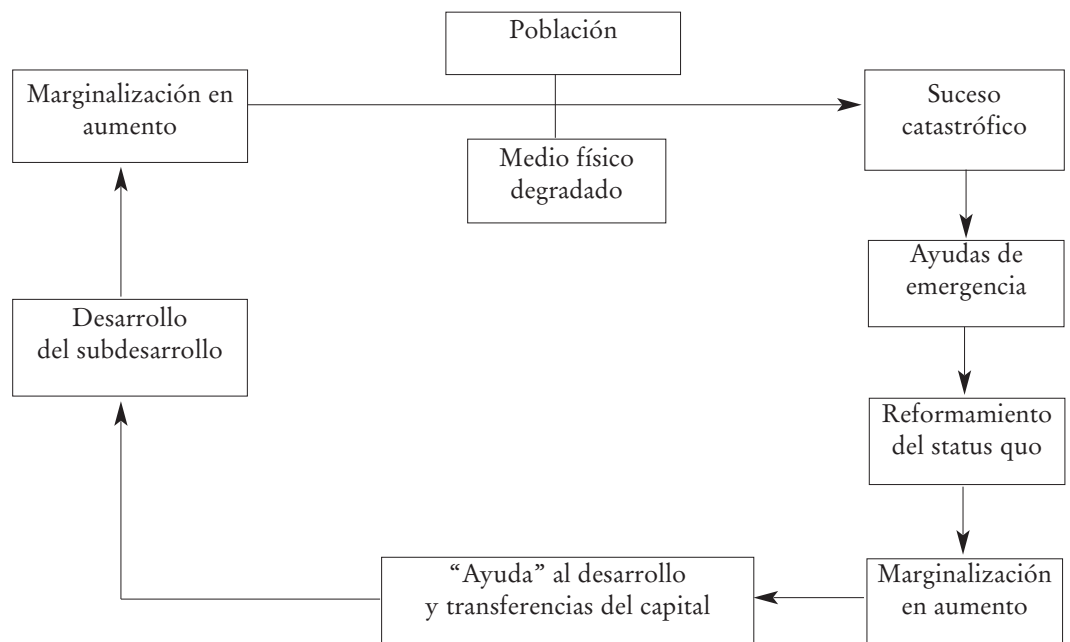 Población
Marginalización en
aumento
Suceso
catastrófico
Medio físico
degradado
Ayudas de
emergencia
Desarrollo
del subdesarrollo
Reformamiento
del status quo
“Ayuda” al desarrollo
y transferencias del capital
Marginalización
en aumento